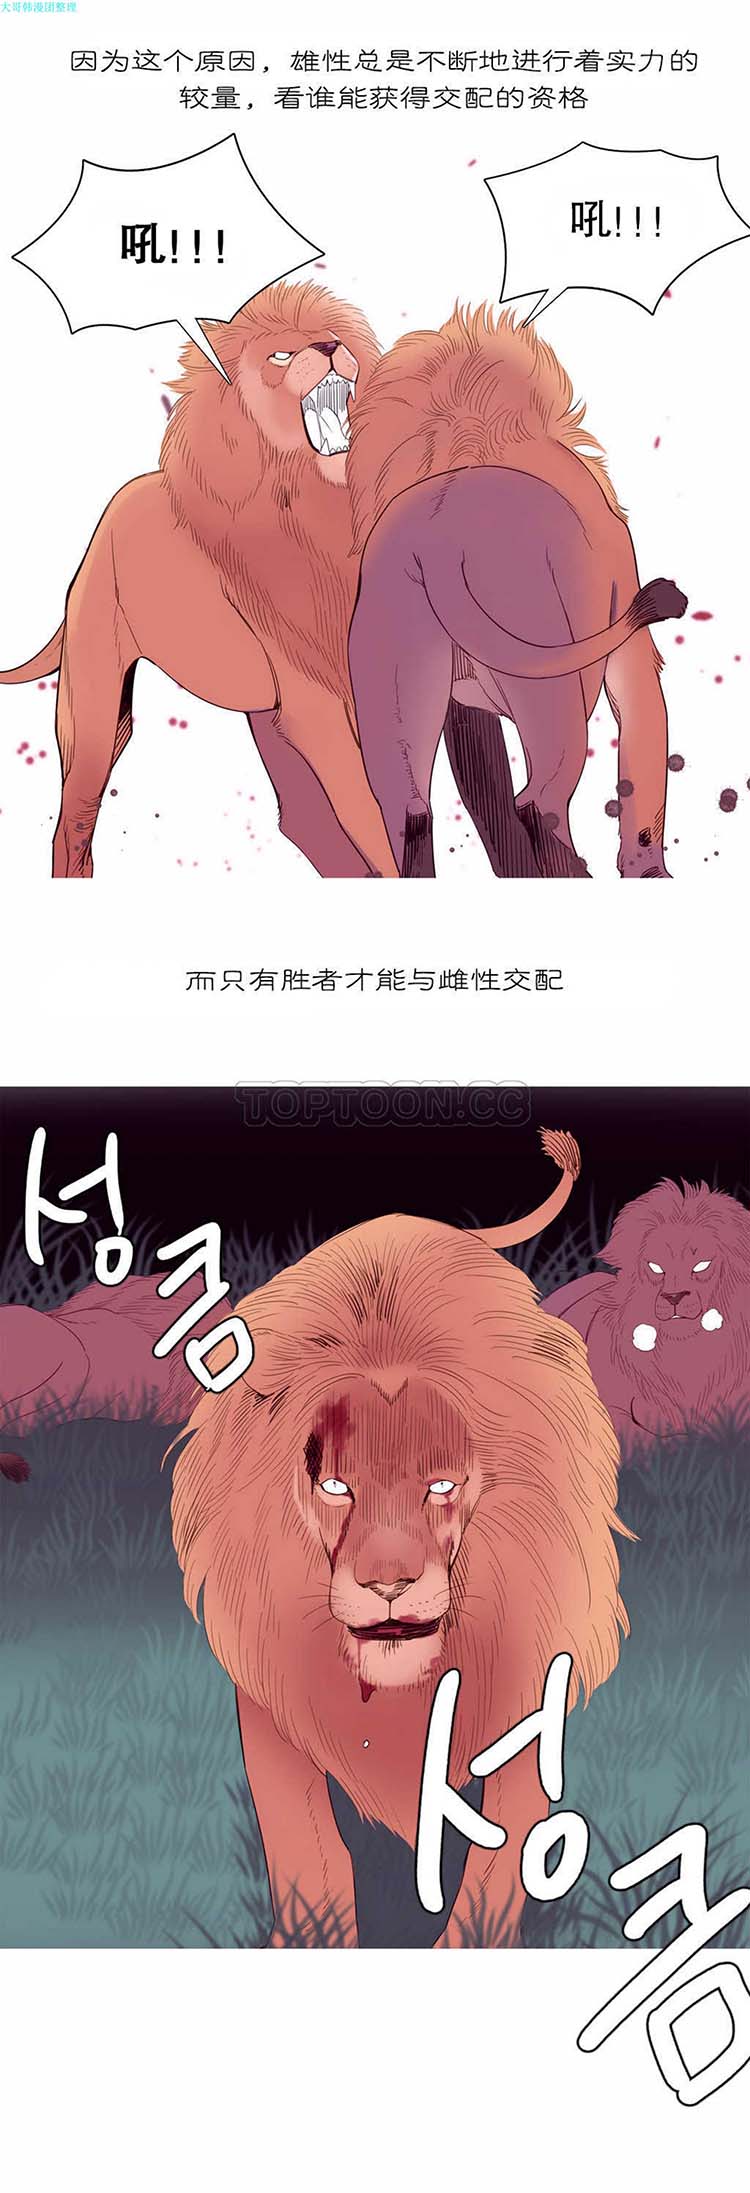 大哥韩漫团整理
因为这个原因，雄性总是不断地进行着实力的
较量，看谁能获得交配的资格
吼!!!
吼!!!
而只有胜者才能与雌性交配
TOPTOON.CC
성큼
성큼